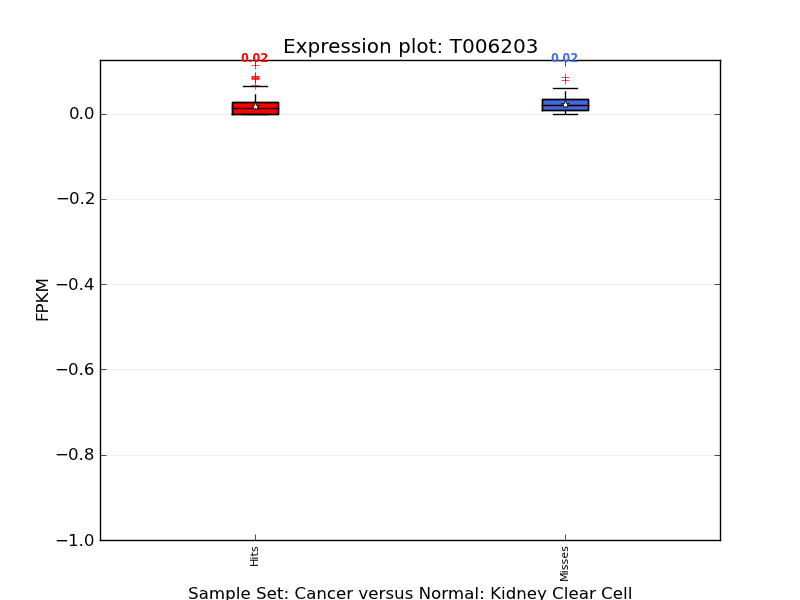 Expression plot: T006203
0.02
0.02
0.0
−0.2
−0.4
−0.6
−0.8
−1.0
FPKM
Hits
Misses
Sample Set: Cancer versus Normal: Kidney Clear Cell